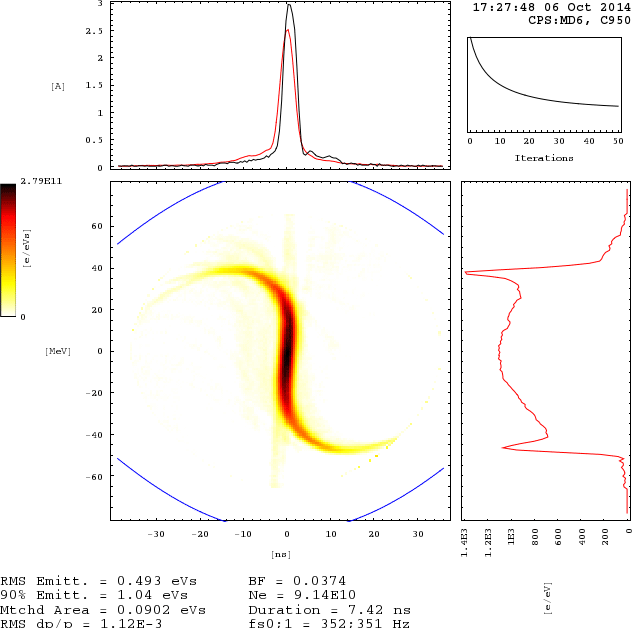 17:27:48 06 Oct 2014
CPS:MD6, C950
3
2.5
2
1.5
1
0.5
0
[A]
0 10 20 30 40 50
Iterations
2.79E11
0
[e/eVs]
60
40
20
0
-20
-40
-60
[MeV]
-30 -20 -10 0 10 20 30
[ns]
1.4E3 1.2E3 1E3 800 600 400 200 0
[e/eV]
RMS Emitt. = 0.493 eVs BF = 0.0374
90% Emitt. = 1.04 eVs Ne = 9.14E10
Mtchd Area = 0.0902 eVs Duration = 7.42 ns
RMS dp/p = 1.12E-3 fs0;1 = 352;351 Hz